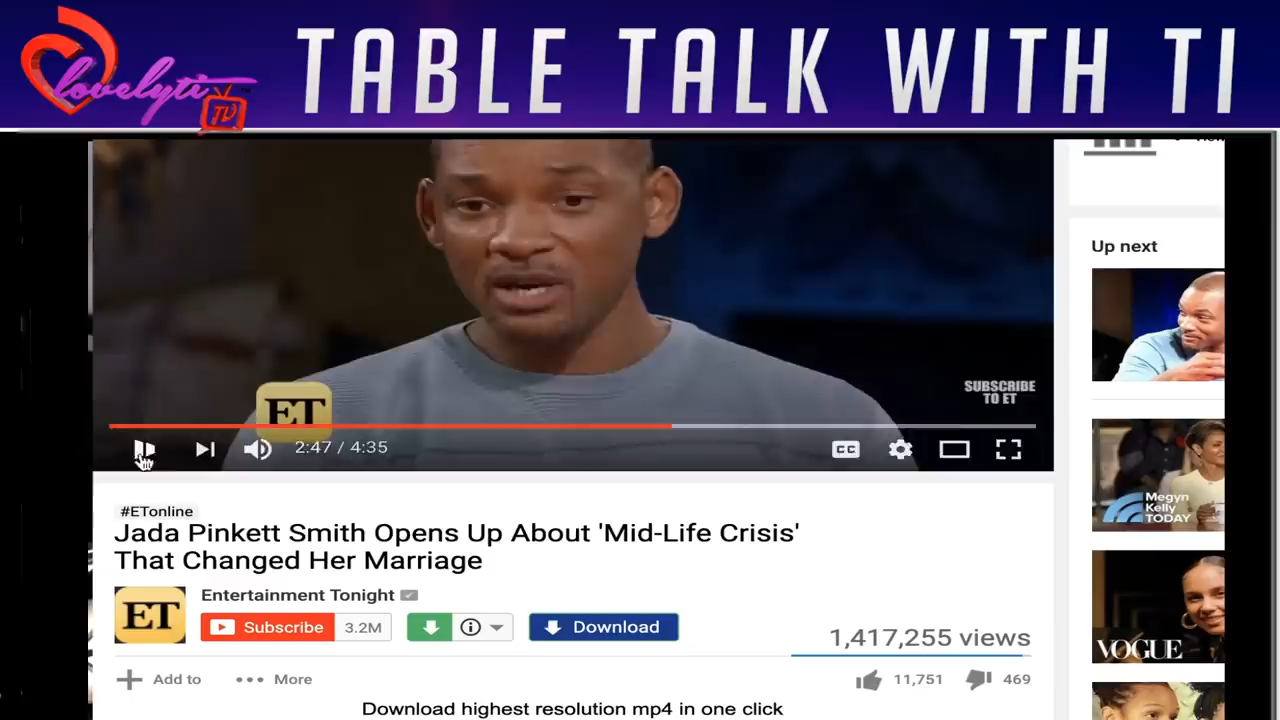 lovelyti TV
TABLE TALK WITH TI
Up next
ET
SUBSCRIBE
TO ET
2:47 / 4:35
CC
Megyn
Kelly
TODAY
#ETonline
Jada Pinkett Smith Opens Up About 'Mid-Life Crisis'
That Changed Her Marriage
ET
Entertainment Tonight
Subscribe 3.2M
Download
1,417,255 views
VOGUE
Add to
More
11,751
469
Download highest resolution mp4 in one click